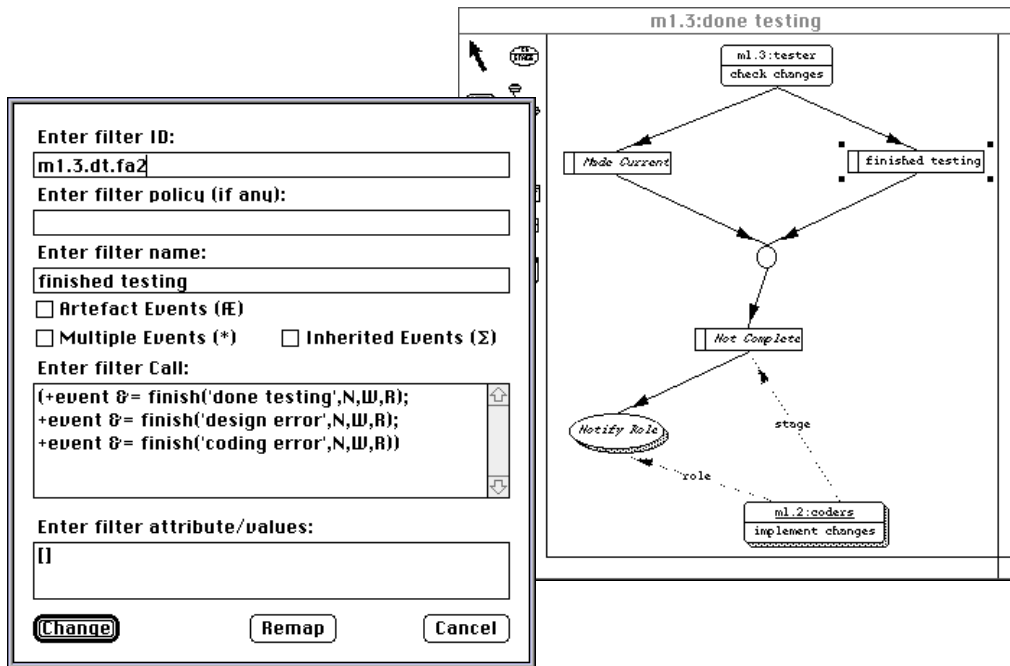 m1.3:done testing
m1.3:tester
check changes
Made Current
finished testing
Not Complete
Notify Role
stage
role
m1.2:coders
implement changes
Enter filter ID:
m1.3.dt.fa2
Enter filter policy (if any):
Enter filter name:
finished testing
Artefact Events (Æ)
Multiple Events (*)
Inherited Events (Σ)
Enter filter Call:
(+event &= finish('done testing',N,W,R);
+event &= finish('design error',N,W,R);
+event &= finish('coding error',N,W,R))
Enter filter attribute/values:
[]
Change
Remap
Cancel